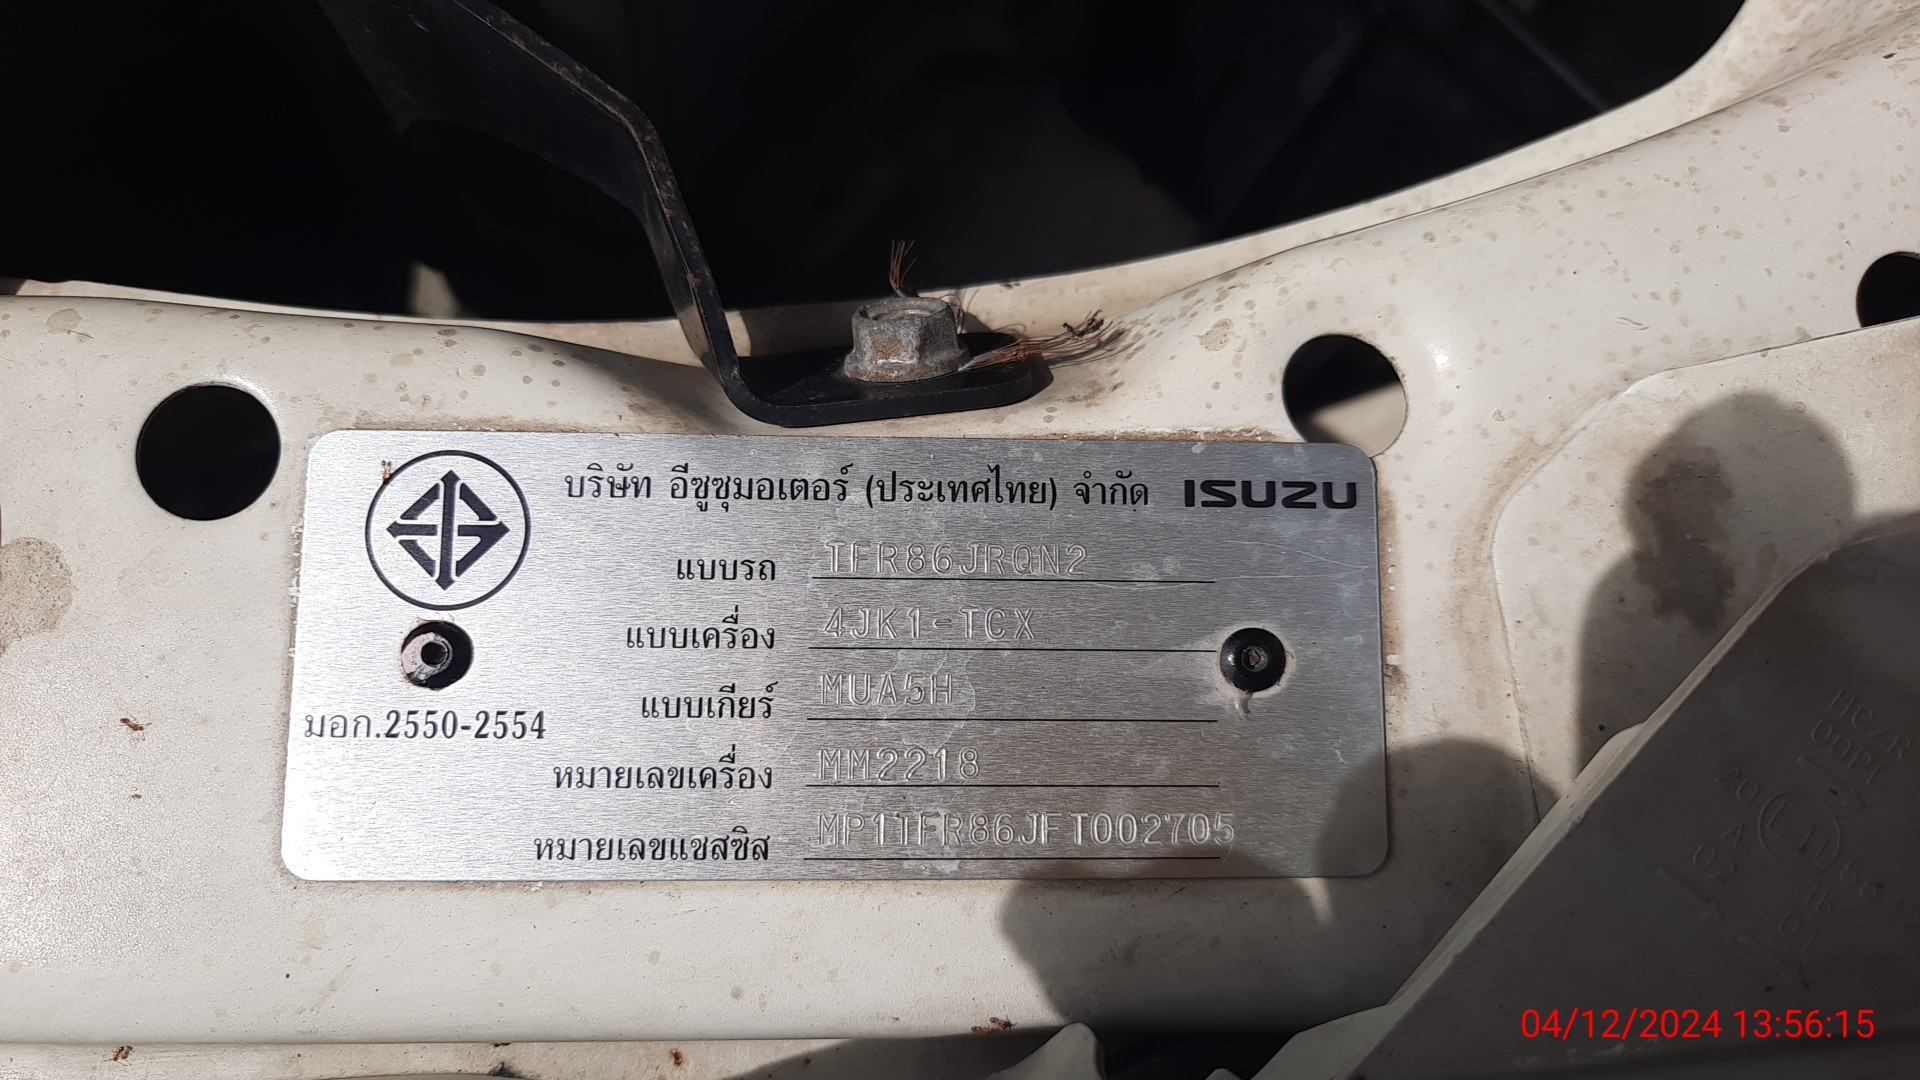 บริษัท อีซูซุมอเตอร์ (ประเทศไทย) จำกัด ISUZU
แบบรถ TFR86JRQN2
แบบเครื่อง 4JK1-TCX
แบบเกียร์ MUA5H
มอก.2550-2554
หมายเลขเครื่อง MM2218
หมายเลขแชสซิส MP1TFR86JFT002705
HC/R
00PL
20
A
04/12/2024 13:56:15